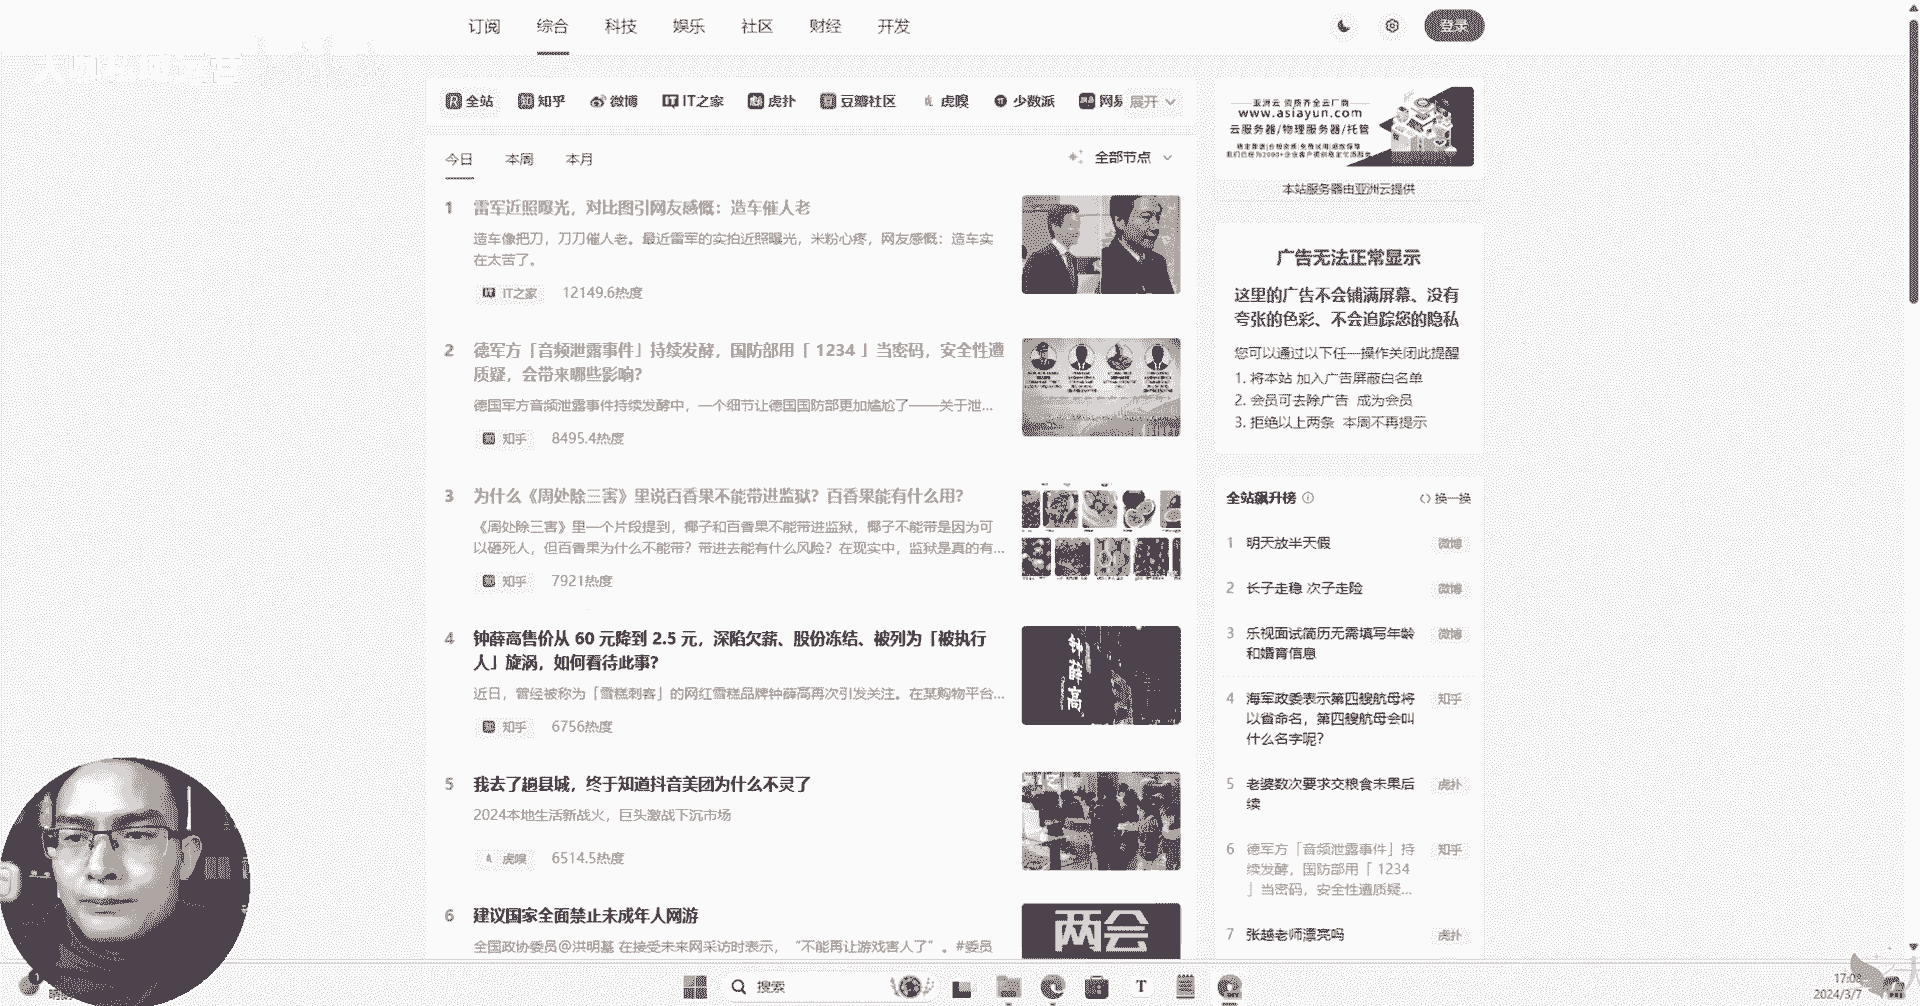 订阅 综合 科技 娱乐 社区 财经 开发
登录
全站 知乎 微博 IT之家 虎扑 豆瓣社区 虎嗅 少数派 网易 展开
今日 本周 本月
全部节点
1 雷军近照曝光，对比图引网友感慨：造车催人老
造车像把刀，刀刀催人老。最近雷军的实拍近照曝光，米粉心疼，网友感慨：造车实
在太苦了。
IT之家 12149.6热度
2 德军方「音频泄露事件」持续发酵，国防部用「 1234 」当密码，安全性遭
质疑，会带来哪些影响？
德国军方音频泄露事件持续发酵中，一个细节让德国国防部更加尴尬了——关于泄...
知乎 8495.4热度
3 为什么《周处除三害》里说百香果不能带进监狱？百香果能有什么用？
《周处除三害》里一个片段提到，椰子和百香果不能带进监狱，椰子不能带是因为可
以砸死人，但百香果为什么不能带？带进去能有什么风险？在现实中，监狱是真的有...
知乎 7921热度
4 钟薛高售价从 60 元降到 2.5 元，深陷欠薪、股份冻结、被列为「被执行
人」旋涡，如何看待此事？
近日，曾经被称为「雪糕刺客」的网红雪糕品牌钟薛高再次引发关注。在某购物平台...
知乎 6756热度
钟薛高
5 我去了趟县城，终于知道抖音美团为什么不灵了
2024本地生活新战火，巨头激战下沉市场
虎嗅 6514.5热度
6 建议国家全面禁止未成年人网游
全国政协委员@洪明基 在接受未来网采访时表示，“不能再让游戏害人了”。#委员
两会
亚洲云 资质齐全云厂商
www.asiayun.com
云服务器/物理服务器/托管
本站服务器由亚洲云提供
广告无法正常显示
这里的广告不会铺满屏幕、没有
夸张的色彩、不会追踪您的隐私
您可以通过以下任一操作关闭此提醒
1. 将本站 加入广告屏蔽白名单
2. 会员可去除广告 成为会员
3. 拒绝以上两条 本周不再提示
全站飙升榜 换一换
1 明天放半天假 微博
2 长子走稳 次子走险 微博
3 乐视面试简历无需填写年龄 微博
和婚育信息
4 海军政委表示第四艘航母将 知乎
以省命名，第四艘航母会叫
什么名字呢？
5 老婆数次要求交粮食未果后 虎扑
续
6 德军方「音频泄露事件」持 知乎
续发酵，国防部用「 1234
」当密码，安全性遭质疑...
7 张越老师漂亮吗 虎扑
搜索
17:08
2024/3/7